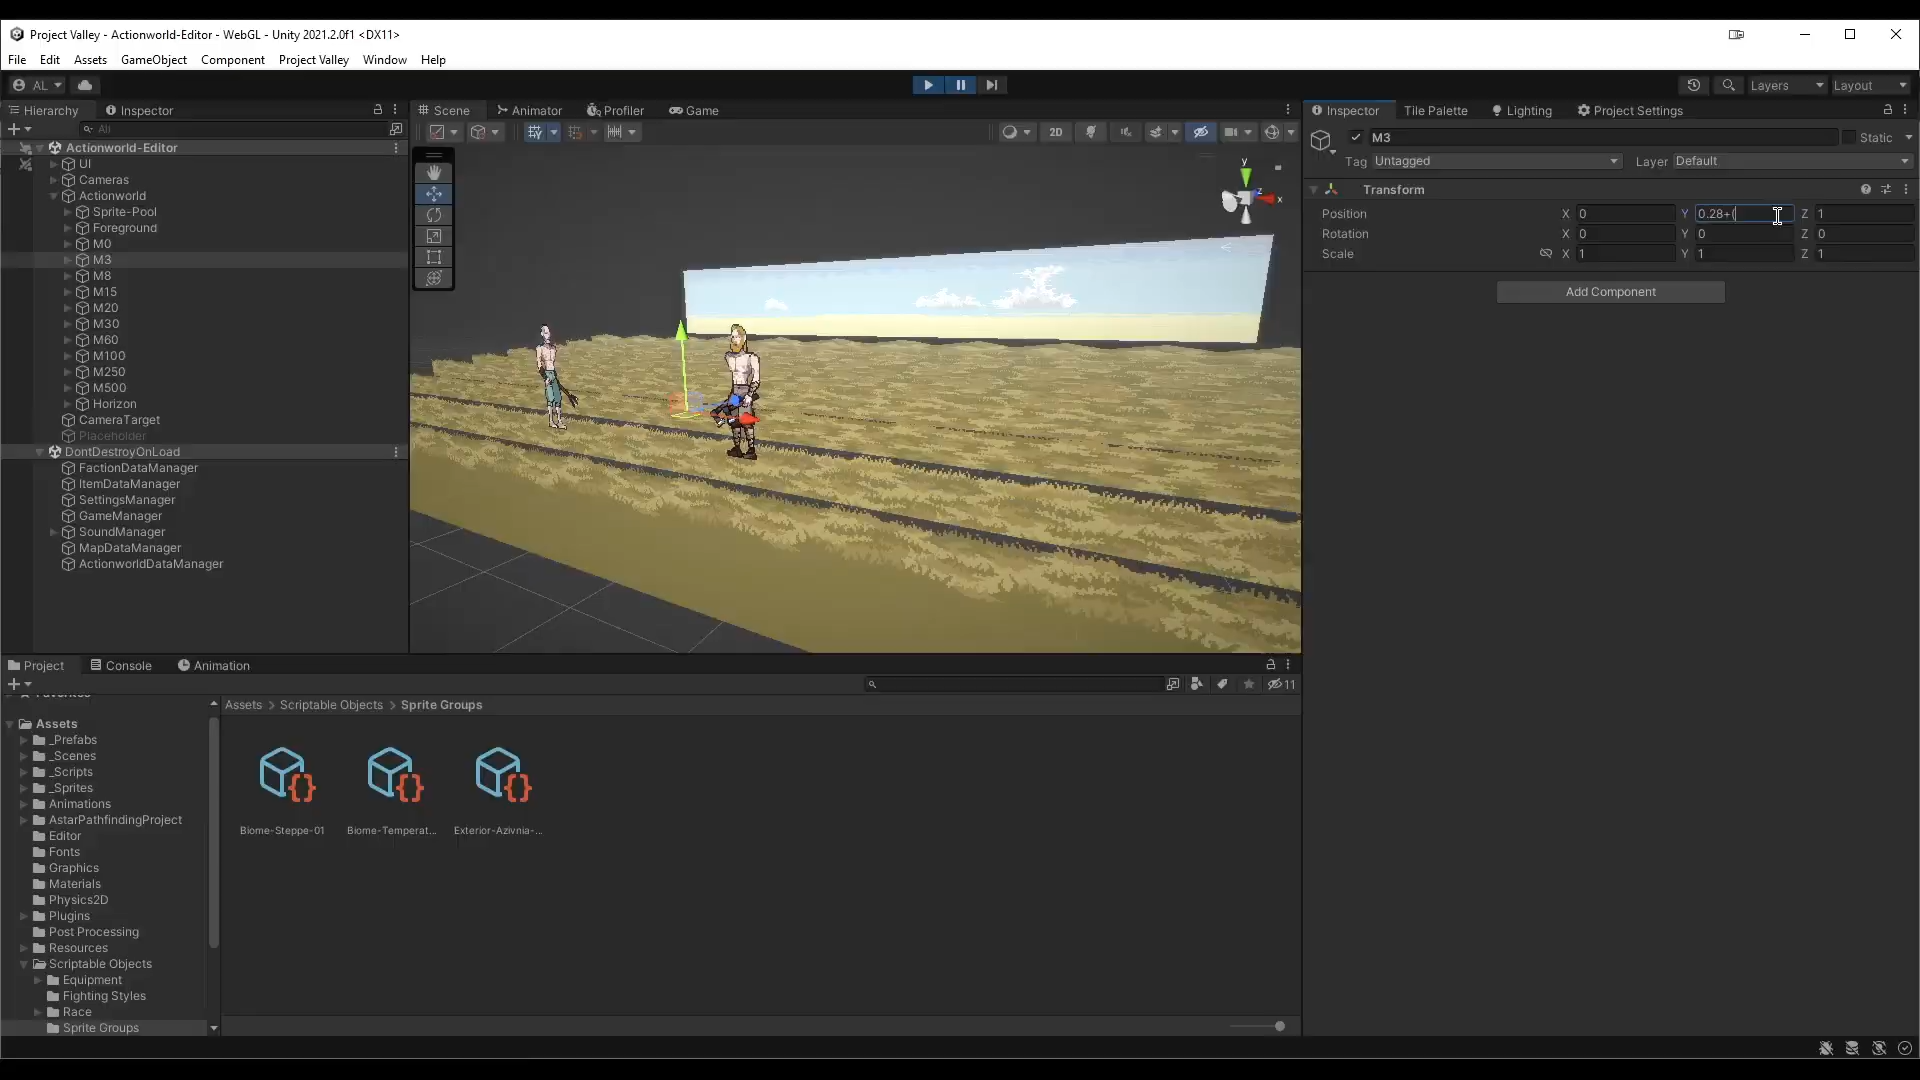 Project Valley - Actionworld-Editor - WebGL - Unity 2021.2.0f1 <DX11>
File Edit Assets GameObject Component Project Valley Window Help
AL Layers Layout
Hierarchy Inspector
All
Actionworld-Editor
UI
Cameras
Actionworld
Sprite-Pool
Foreground
M0
M3
M8
M15
M20
M30
M60
M100
M250
M500
Horizon
CameraTarget
Placeholder
DontDestroyOnLoad
FactionDataManager
ItemDataManager
SettingsManager
GameManager
SoundManager
MapDataManager
ActionworldDataManager
Scene Animator Profiler Game
2D
y
z
x
Inspector Tile Palette Lighting Project Settings
M3 Static
Tag Untagged Layer Default
Transform
Position X 0 Y 0.28+( Z 1
Rotation X 0 Y 0 Z 0
Scale X 1 Y 1 Z 1
Add Component
Project Console Animation
11
Favorites
Assets
_Prefabs
_Scenes
_Scripts
_Sprites
Animations
AstarPathfindingProject
Editor
Fonts
Graphics
Materials
Physics2D
Plugins
Post Processing
Resources
Scriptable Objects
Equipment
Fighting Styles
Race
Sprite Groups
Assets > Scriptable Objects > Sprite Groups
Biome-Steppe-01 Biome-Temperat... Exterior-Azivnia-...